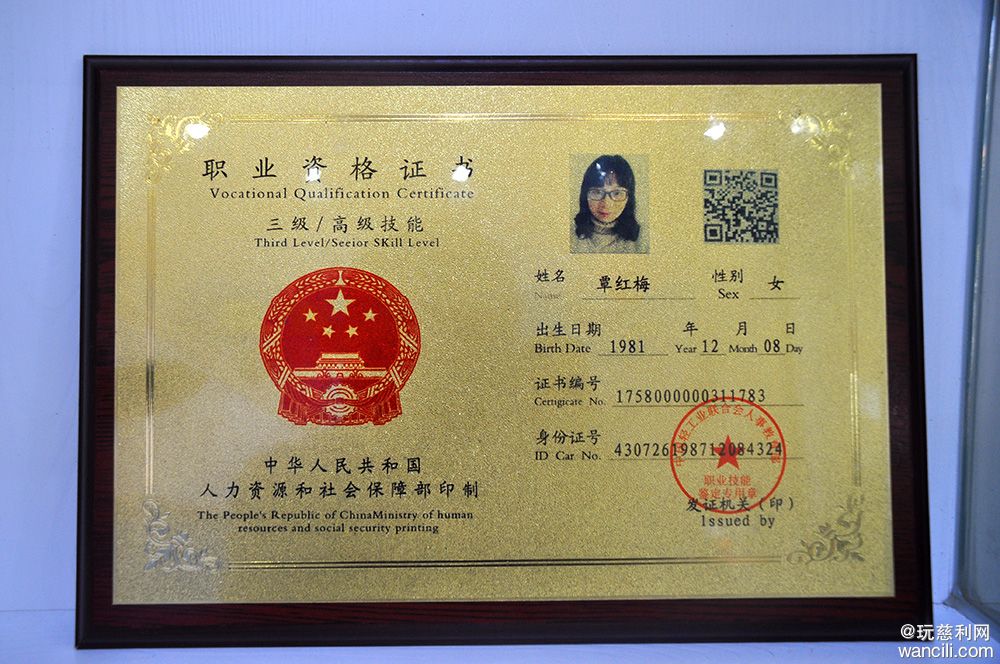 职业资格证书
Vocational Qualification Certificate
三级/高级技能
Third Level/Seeior SKill Level
中华人民共和国
人力资源和社会保障部印制
The People's Republic of ChinaMinistry of human
resources and social security printing
姓名 覃红梅 性别 女
Name Sex
出生日期 年 月 日
Birth Date 1981 Year 12 Month 08 Day
证书编号
Certigicate No. 1758000000311783
身份证号
ID Car No. 430726198712084324
职业技能
鉴定专用章
发证机关(印)
Issued by
@玩慈利网
wancili.com